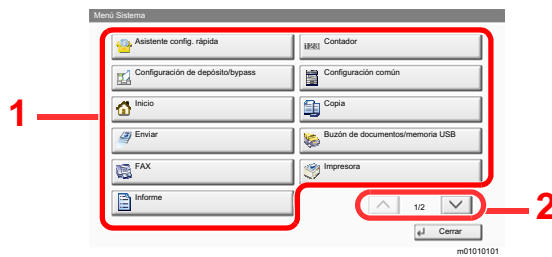 Menú Sistema
Asistente config. rápida
Contador
Configuración de depósito/bypass
Configuración común
Inicio
Copia
Enviar
Buzón de documentos/memoria USB
FAX
Impresora
Informe
1/2
Cerrar
1
2
m01010101